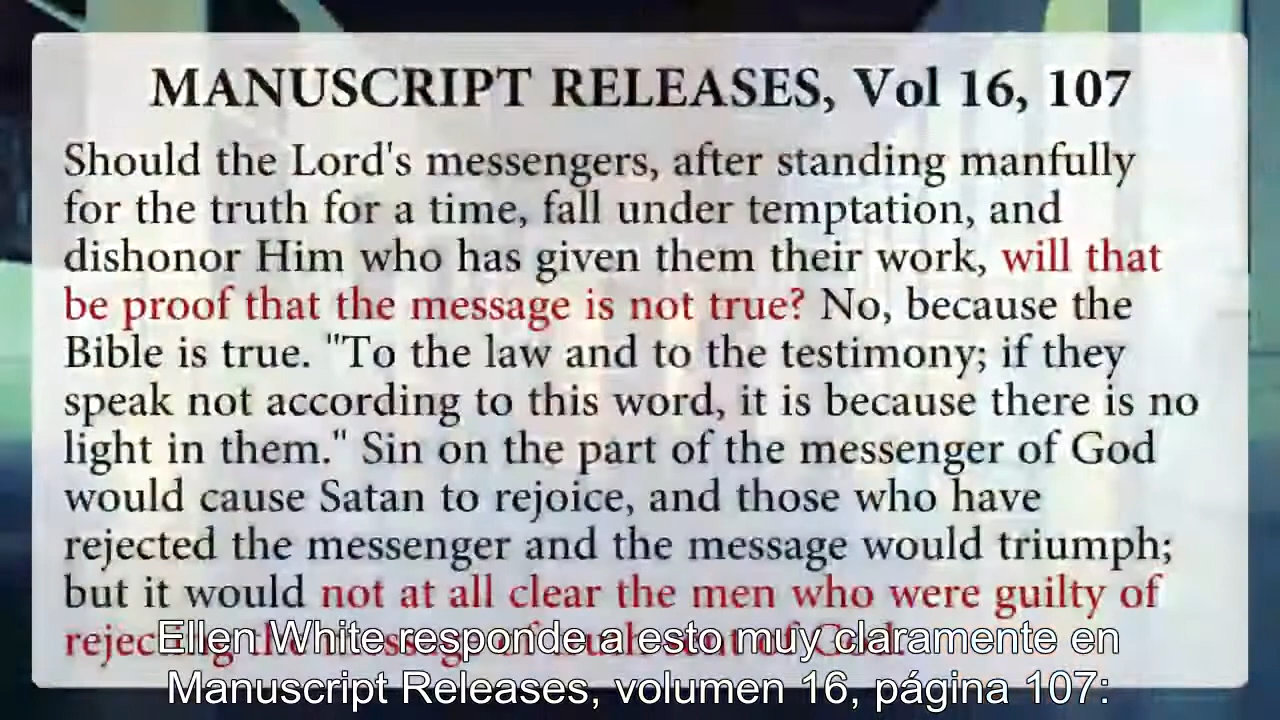 MANUSCRIPT RELEASES, Vol 16, 107
Should the Lord's messengers, after standing manfully
for the truth for a time, fall under temptation, and
dishonor Him who has given them their work, will that
be proof that the message is not true? No, because the
Bible is true. "To the law and to the testimony; if they
speak not according to this word, it is because there is no
light in them." Sin on the part of the messenger of God
would cause Satan to rejoice, and those who have
rejected the messenger and the message would triumph;
but it would not at all clear the men who were guilty of
Ellen White responde a esto muy claramente en
Manuscript Releases, volumen 16, página 107: